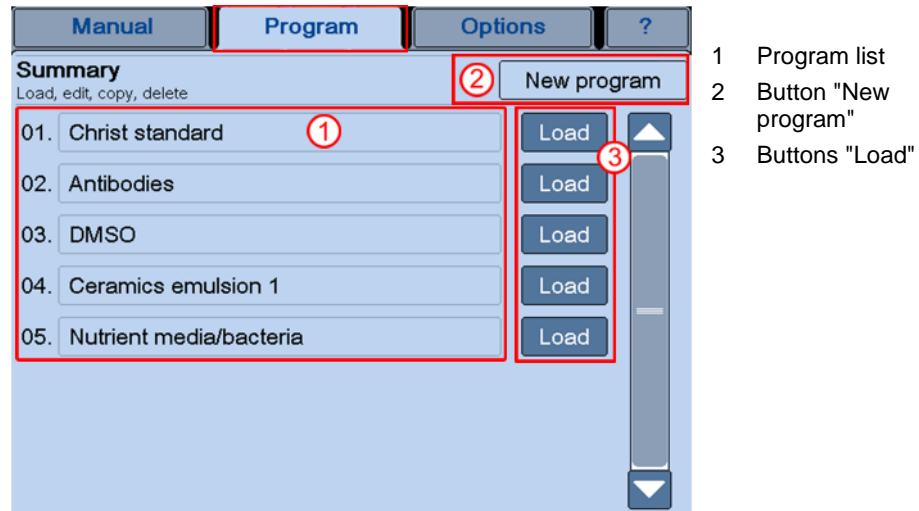 Manual Program Options ?
Summary
Load, edit, copy, delete
2 New program
01. Christ standard 1 Load
3
02. Antibodies Load
03. DMSO Load
04. Ceramics emulsion 1 Load
05. Nutrient media/bacteria Load
1 Program list
2 Button "New
program"
3 Buttons "Load"